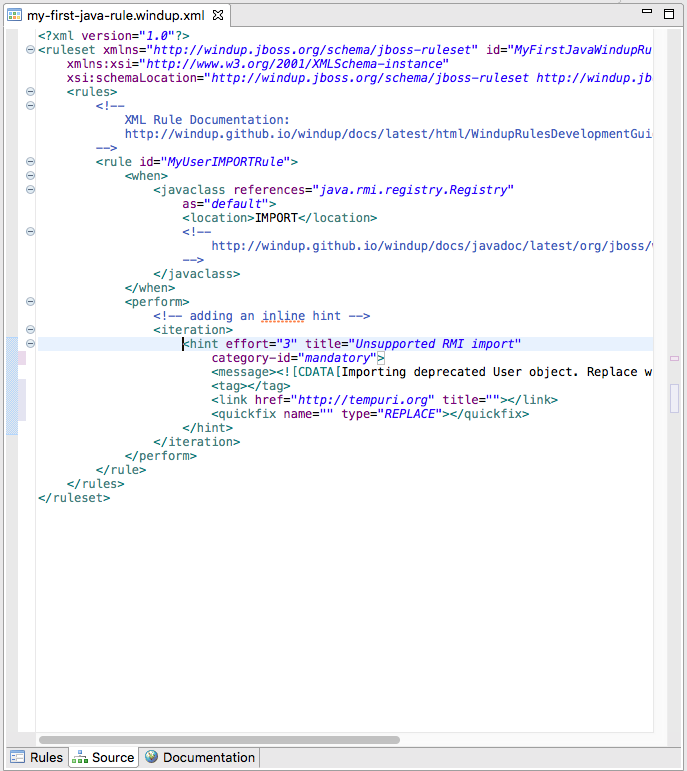 my-first-java-rule.windup.xml
<?xml version="1.0"?>
<ruleset xmlns="http://windup.jboss.org/schema/jboss-ruleset" id="MyFirstJavaWindupRu
xmlns:xsi="http://www.w3.org/2001/XMLSchema-instance"
xsi:schemaLocation="http://windup.jboss.org/schema/jboss-ruleset http://windup.jbo
<rules>
<!--
XML Rule Documentation:
http://windup.github.io/windup/docs/latest/html/WindupRulesDevelopmentGui
-->
<rule id="MyUserIMPORTRule">
<when>
<javaclass references="java.rmi.registry.Registry"
as="default">
<location>IMPORT</location>
<!--
http://windup.github.io/windup/docs/javadoc/latest/org/jboss/
-->
</javaclass>
</when>
<perform>
<!-- adding an inline hint -->
<iteration>
<hint effort="3" title="Unsupported RMI import"
category-id="mandatory">
<message><![CDATA[Importing deprecated User object. Replace w
<tag></tag>
<link href="http://tempuri.org" title=""></link>
<quickfix name="" type="REPLACE"></quickfix>
</hint>
</iteration>
</perform>
</rule>
</rules>
</ruleset>
Rules Source Documentation